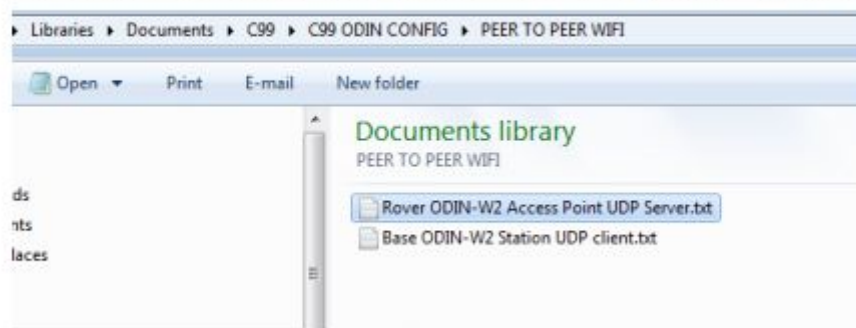 Libraries ▸ Documents ▸ C99 ▸ C99 ODIN CONFIG ▸ PEER TO PEER WIFI
Open Print E-mail New folder
Documents library
PEER TO PEER WIFI
ds
Rover ODIN-W2 Access Point UDP Server.txt
nts
Base ODIN-W2 Station UDP client.txt
laces